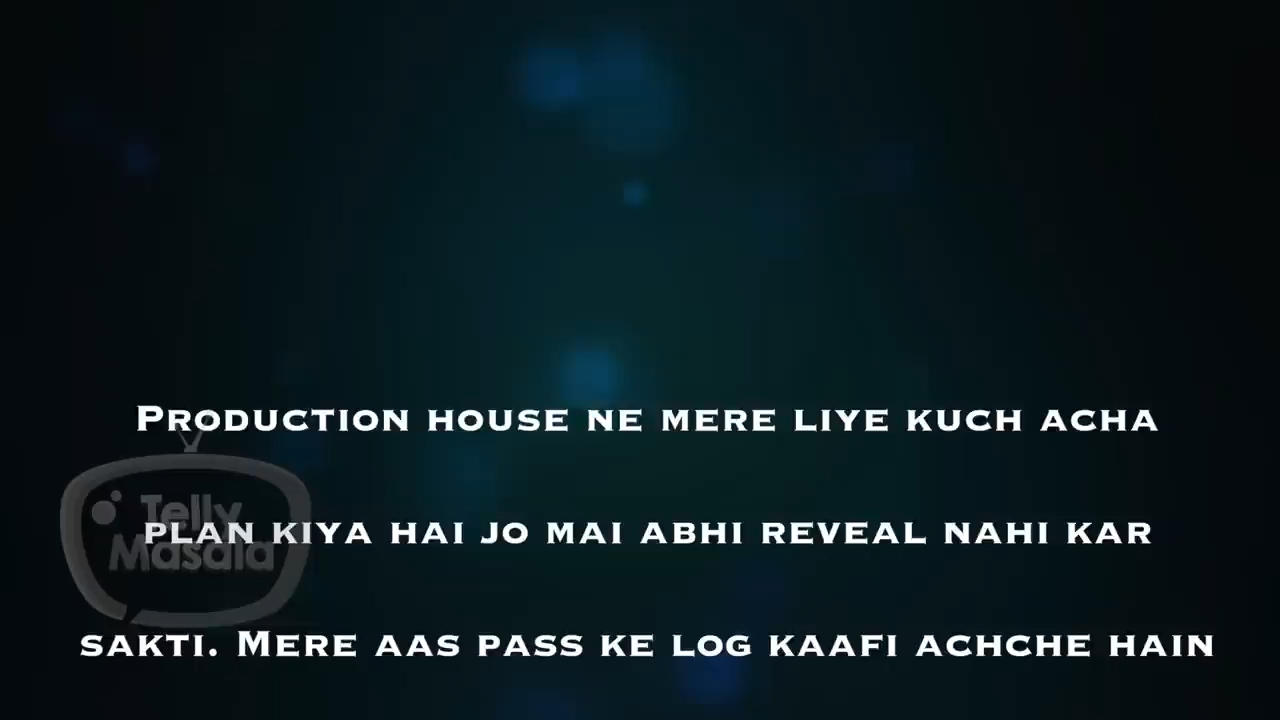 Production house ne mere liye kuch acha
plan kiya hai jo mai abhi reveal nahi kar
sakti. Mere aas pass ke log kaafi achche hain
Telly
Masala